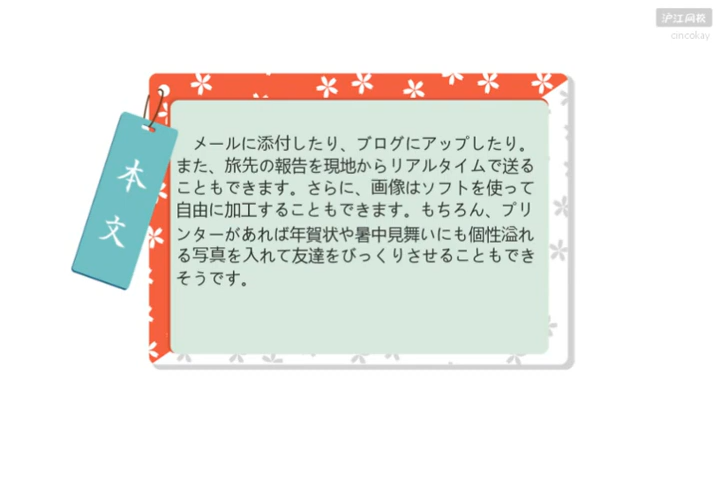 沪江网校
cincokay
本文
メールに添付したり、ブログにアップしたり。
また、旅先の報告を現地からリアルタイムで送る
こともできます。さらに、画像はソフトを使って
自由に加工することもできます。もちろん、プリ
ンターがあれば年賀状や暑中見舞いにも個性溢れ
る写真を入れて友達をびっくりさせることもでき
そうです。